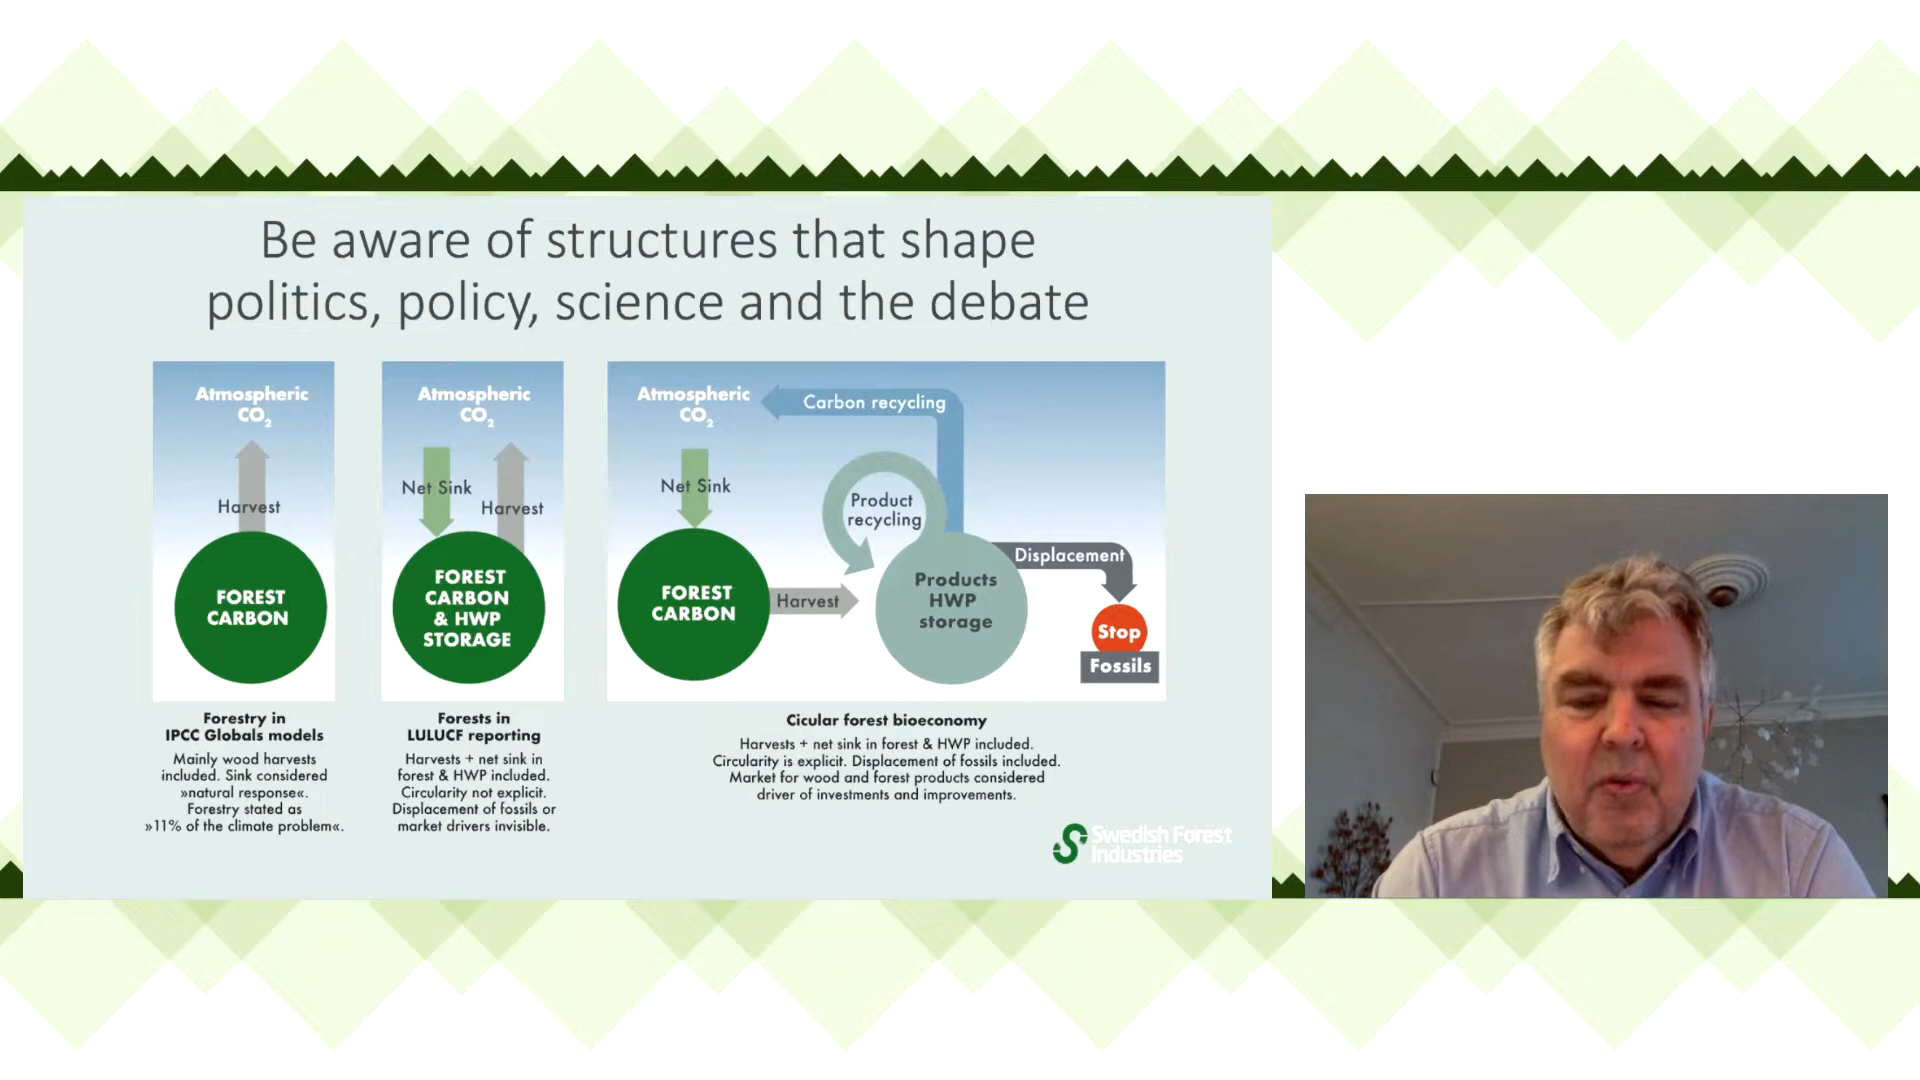 Be aware of structures that shape
politics, policy, science and the debate
Atmospheric
CO₂
Harvest
FOREST
CARBON
Forestry in
IPCC Globals models
Mainly wood harvests
included. Sink considered
»natural response«.
Forestry stated as
»11% of the climate problem«.
Atmospheric
CO₂
Net Sink
Harvest
FOREST
CARBON
& HWP
STORAGE
Forests in
LULUCF reporting
Harvests + net sink in
forest & HWP included.
Circularity not explicit.
Displacement of fossils or
market drivers invisible.
Atmospheric
CO₂
Carbon recycling
Net Sink
Product
recycling
FOREST
CARBON
Harvest
Products
HWP
storage
Displacement
Stop
Fossils
Cicular forest bioeconomy
Harvests + net sink in forest & HWP included.
Circularity is explicit. Displacement of fossils included.
Market for wood and forest products considered
driver of investments and improvements.
Swedish Forest
Industries